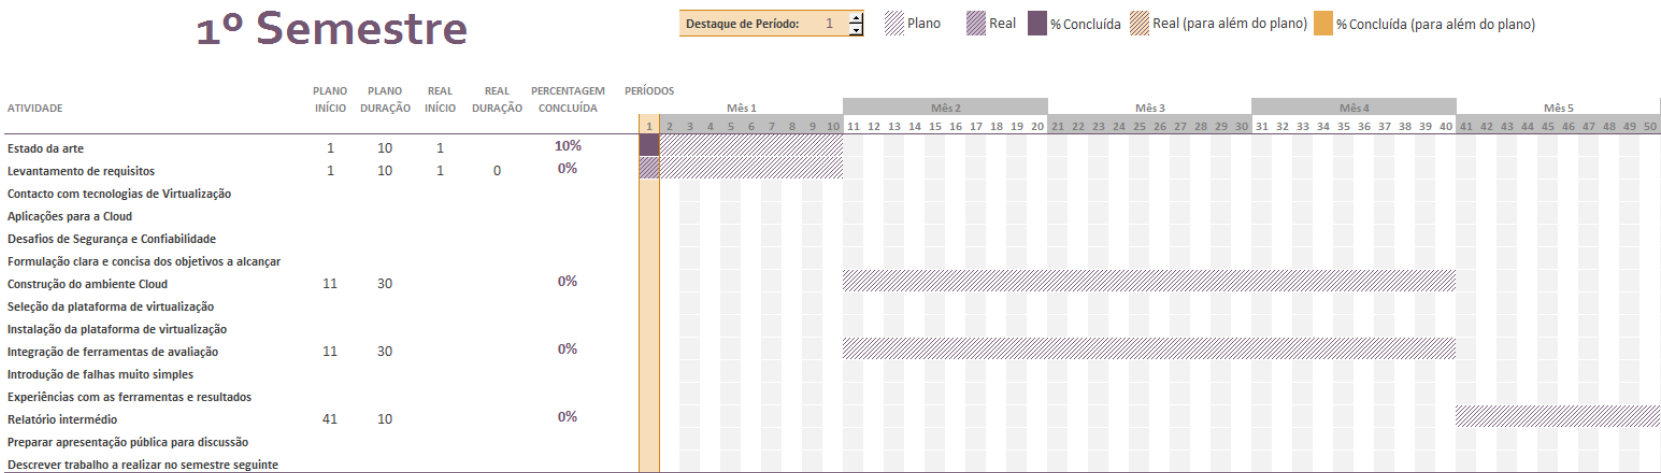 1º Semestre
Destaque de Período: 1
Plano
Real
% Concluída
Real (para além do plano)
% Concluída (para além do plano)
ATIVIDADE
PLANO INÍCIO
PLANO DURAÇÃO
REAL INÍCIO
REAL DURAÇÃO
PERCENTAGEM CONCLUÍDA
PERÍODOS
Mês 1 Mês 2 Mês 3 Mês 4 Mês 5
1 2 3 4 5 6 7 8 9 10 11 12 13 14 15 16 17 18 19 20 21 22 23 24 25 26 27 28 29 30 31 32 33 34 35 36 37 38 39 40 41 42 43 44 45 46 47 48 49 50
Estado da arte 1 10 1 10%
Levantamento de requisitos 1 10 1 0 0%
Contacto com tecnologias de Virtualização
Aplicações para a Cloud
Desafios de Segurança e Confiabilidade
Formulação clara e concisa dos objetivos a alcançar
Construção do ambiente Cloud 11 30 0%
Seleção da plataforma de virtualização
Instalação da plataforma de virtualização
Integração de ferramentas de avaliação 11 30 0%
Introdução de falhas muito simples
Experiências com as ferramentas e resultados
Relatório intermédio 41 10 0%
Preparar apresentação pública para discussão
Descrever trabalho a realizar no semestre seguinte